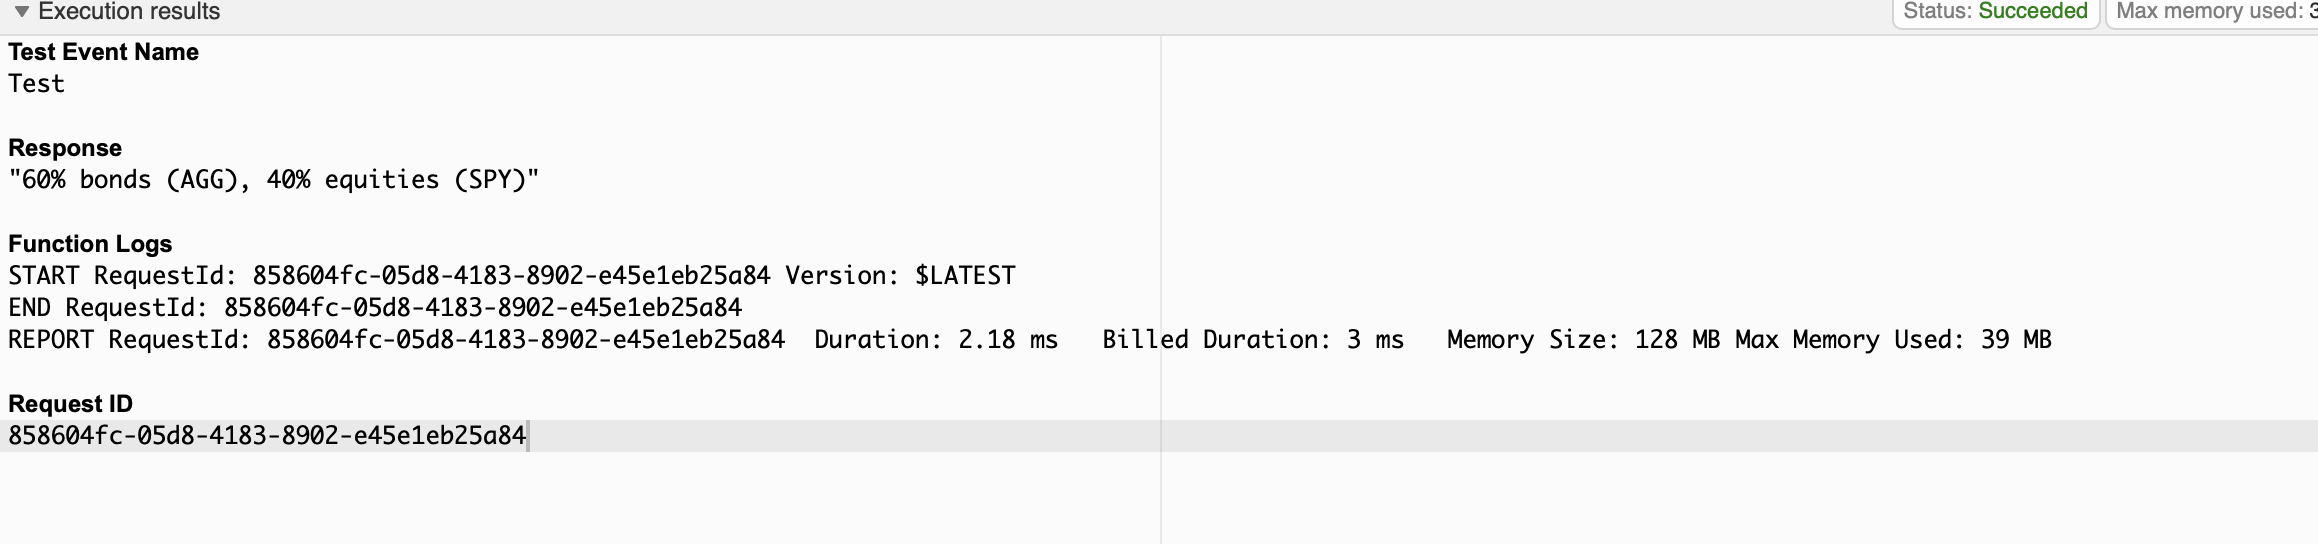 Execution results
Status: Succeeded
Max memory used: 3
Test Event Name
Test
Response
"60% bonds (AGG), 40% equities (SPY)"
Function Logs
START RequestId: 858604fc-05d8-4183-8902-e45e1eb25a84 Version: $LATEST
END RequestId: 858604fc-05d8-4183-8902-e45e1eb25a84
REPORT RequestId: 858604fc-05d8-4183-8902-e45e1eb25a84  Duration: 2.18 ms   Billed Duration: 3 ms   Memory Size: 128 MB Max Memory Used: 39 MB
Request ID
858604fc-05d8-4183-8902-e45e1eb25a84